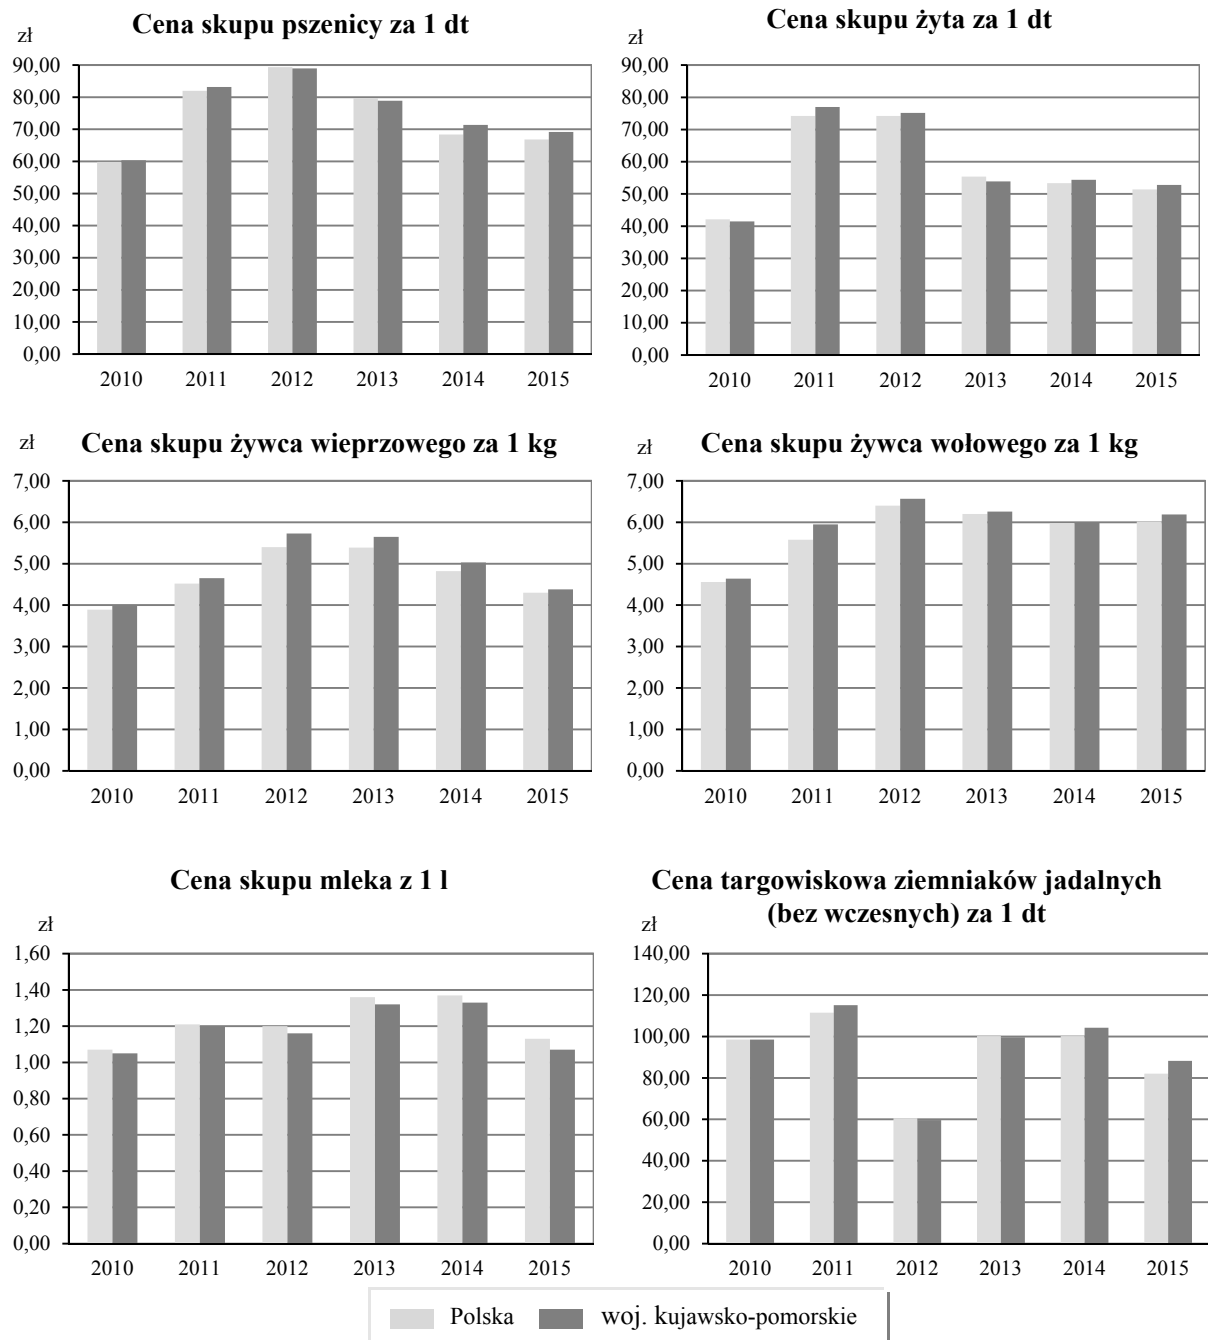 Cena skupu pszenicy za 1 dt
zł
90,00
80,00
70,00
60,00
50,00
40,00
30,00
20,00
10,00
0,00
2010 2011 2012 2013 2014 2015
Cena skupu żyta za 1 dt
zł
90,00
80,00
70,00
60,00
50,00
40,00
30,00
20,00
10,00
0,00
2010 2011 2012 2013 2014 2015
Cena skupu żywca wieprzowego za 1 kg
zł
7,00
6,00
5,00
4,00
3,00
2,00
1,00
0,00
2010 2011 2012 2013 2014 2015
Cena skupu żywca wołowego za 1 kg
zł
7,00
6,00
5,00
4,00
3,00
2,00
1,00
0,00
2010 2011 2012 2013 2014 2015
Cena skupu mleka z 1 l
zł
1,60
1,40
1,20
1,00
0,80
0,60
0,40
0,20
0,00
2010 2011 2012 2013 2014 2015
Cena targowiskowa ziemniaków jadalnych
(bez wczesnych) za 1 dt
zł
140,00
120,00
100,00
80,00
60,00
40,00
20,00
0,00
2010 2011 2012 2013 2014 2015
Polska woj. kujawsko-pomorskie